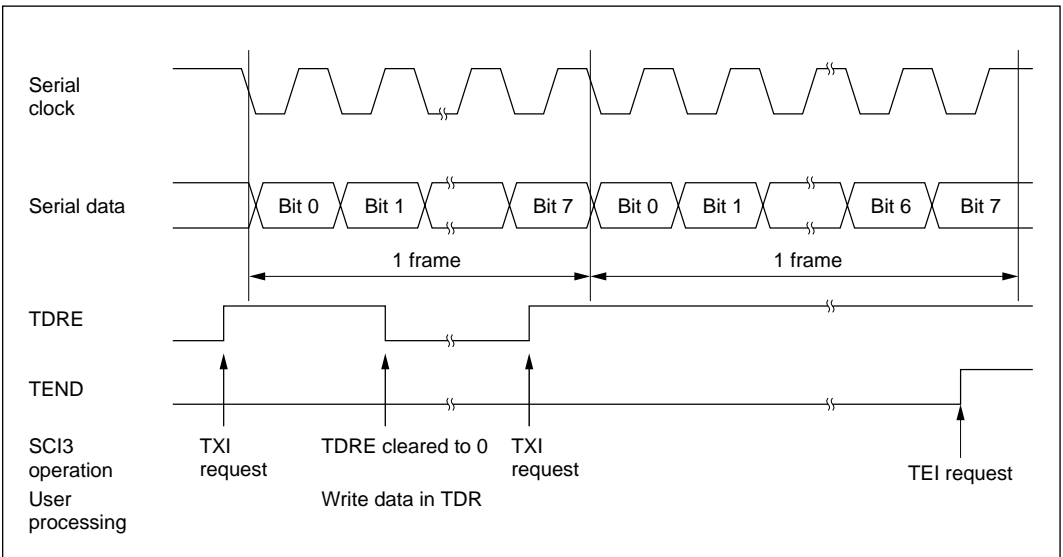 Serial
clock
Serial data
Bit 0 Bit 1 Bit 7 Bit 0 Bit 1 Bit 6 Bit 7
1 frame 1 frame
TDRE
TEND
SCI3
operation
TXI
request
TDRE cleared to 0
TXI
request
TEI request
User
processing
Write data in TDR